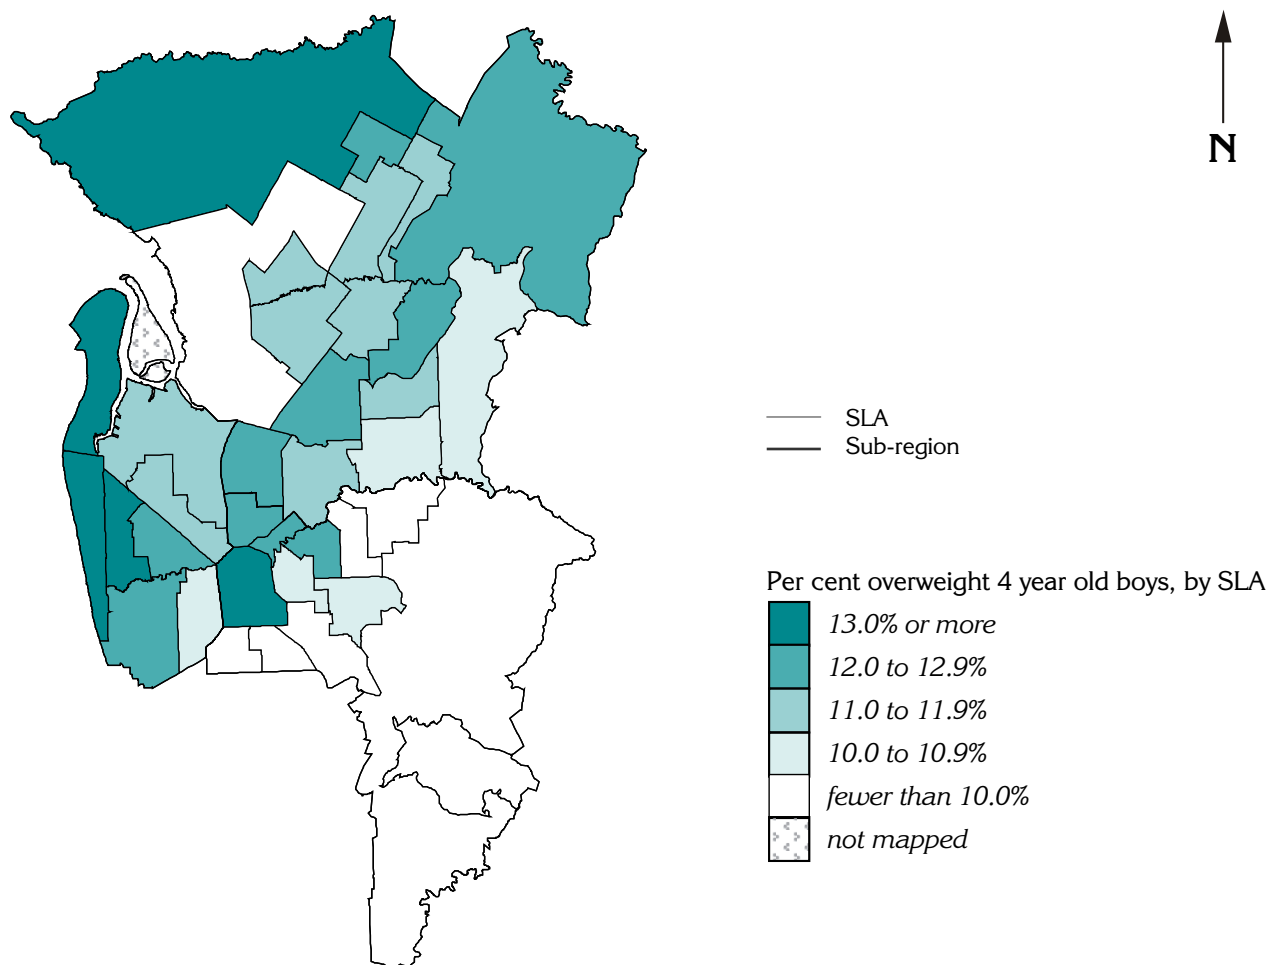 N
SLA
Sub-region
Per cent overweight 4 year old boys, by SLA
13.0% or more
12.0 to 12.9%
11.0 to 11.9%
10.0 to 10.9%
fewer than 10.0%
not mapped